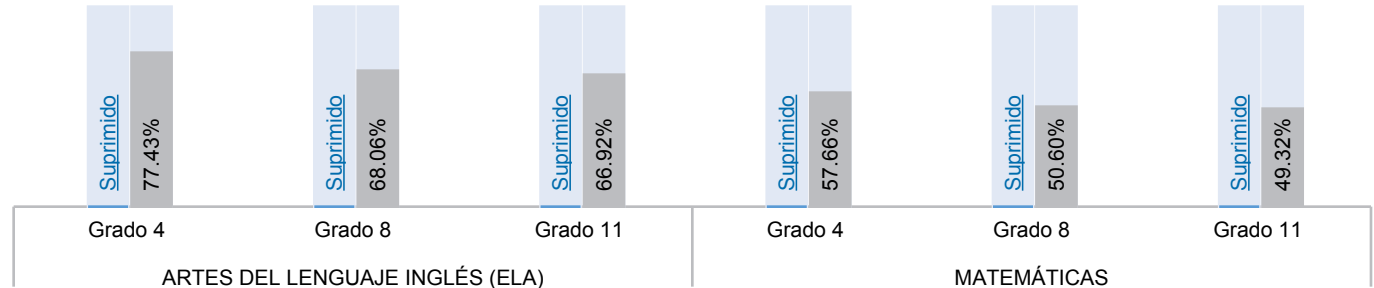 Suprimido
77.43%
Suprimido
68.06%
Suprimido
66.92%
Suprimido
57.66%
Suprimido
50.60%
Suprimido
49.32%
Grado 4
Grado 8
Grado 11
Grado 4
Grado 8
Grado 11
ARTES DEL LENGUAJE INGLÉS (ELA)
MATEMÁTICAS